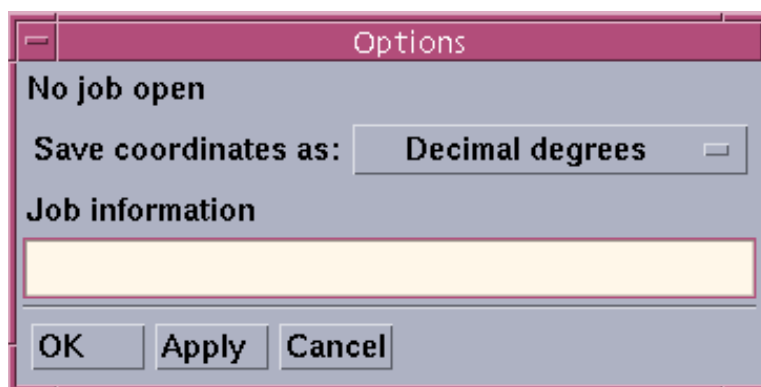 Options
No job open
Save coordinates as: Decimal degrees
Job information
OK Apply Cancel